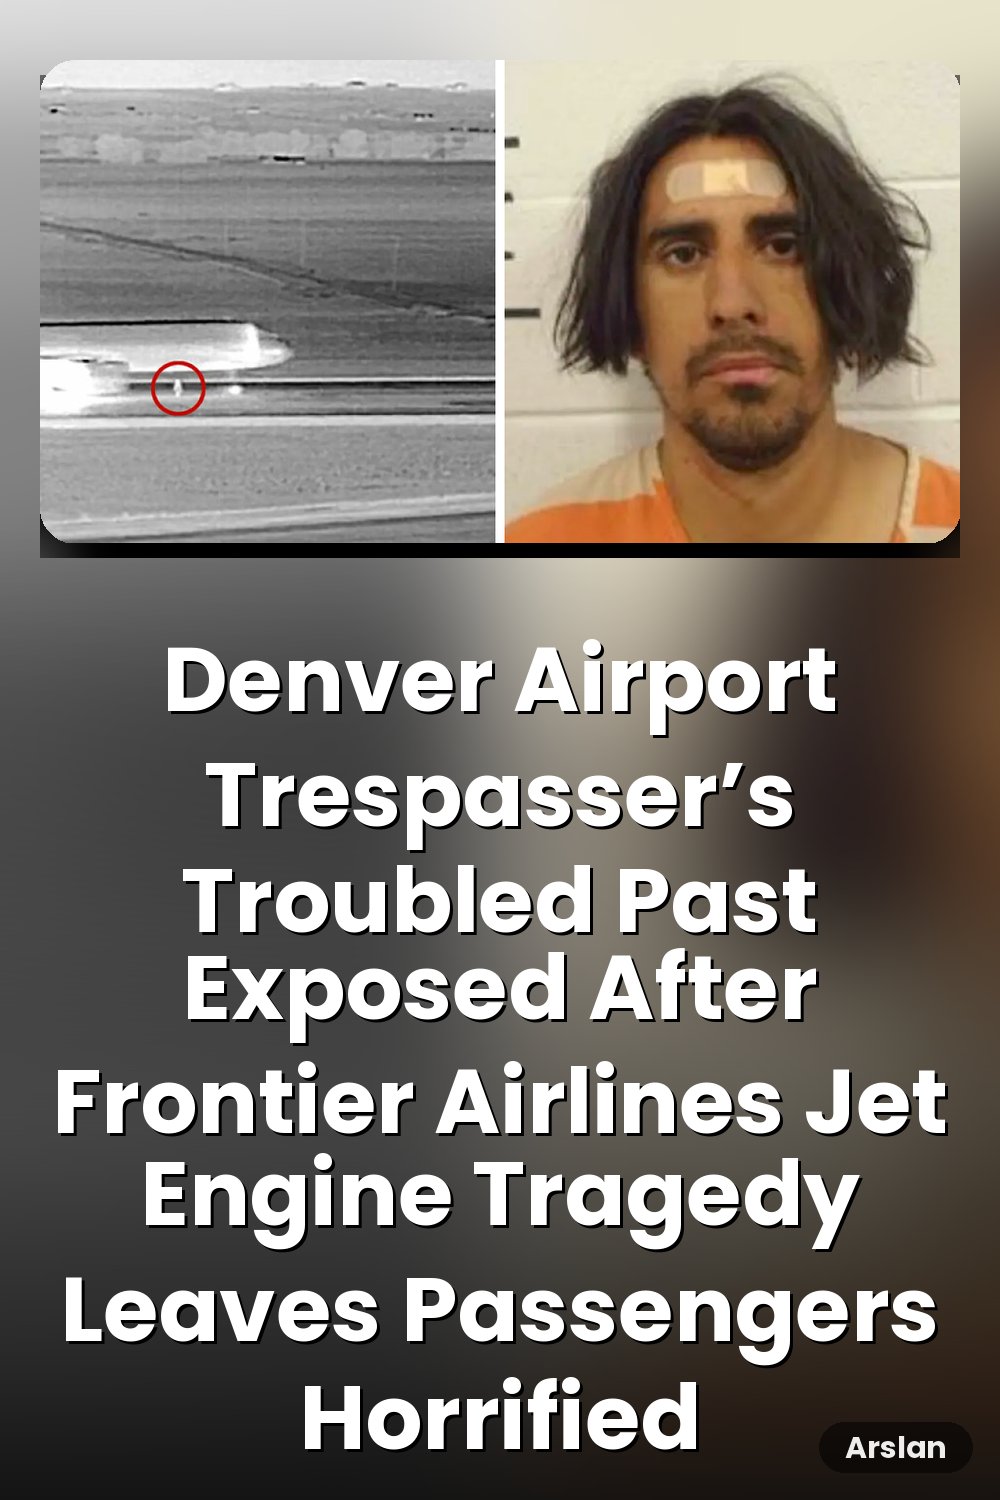 Denver Airport
Trespasser’s
Troubled Past
Exposed After
Frontier Airlines Jet
Engine Tragedy
Leaves Passengers
Horrified
Arslan